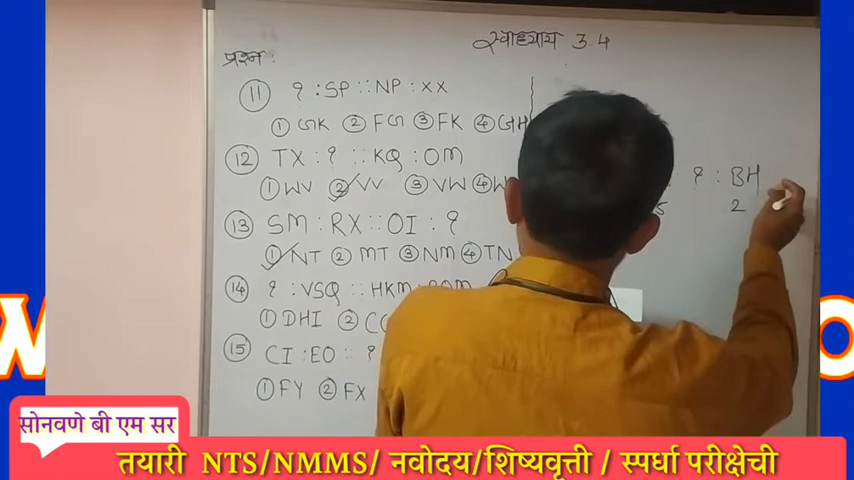 स्वाध्याय 3.4
प्रश्न :
11 ? : SP :: NP : XX
1 GK 2 FG 3 FK 4 GH
12 TX : ? :: KQ : OM
1 WV 2 VV 3 VW 4 W
13 SM : RX :: OI : ?
1 NT 2 MT 3 NM 4 TN
14 ? : VSQ :: HKM :
1 DHI 2
15 CI : EO :: ?
1 FY 2 FX
? : BH
2
सोनवणे बी एम सर
तयारी NTS/NMMS/ नवोदय/शिष्यवृत्ती / स्पर्धा परीक्षेची